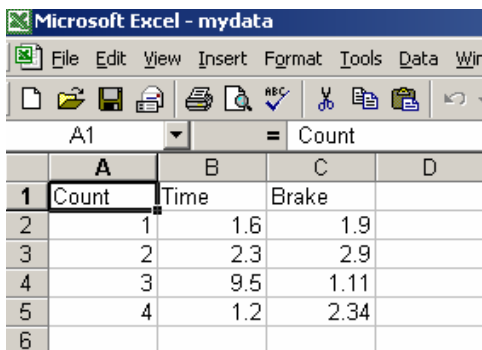 Microsoft Excel - mydata
File Edit View Insert Format Tools Data Wi
ABC
A1 = Count
A B C D
1 Count Time Brake
2 1 1.6 1.9
3 2 2.3 2.9
4 3 9.5 1.11
5 4 1.2 2.34
6